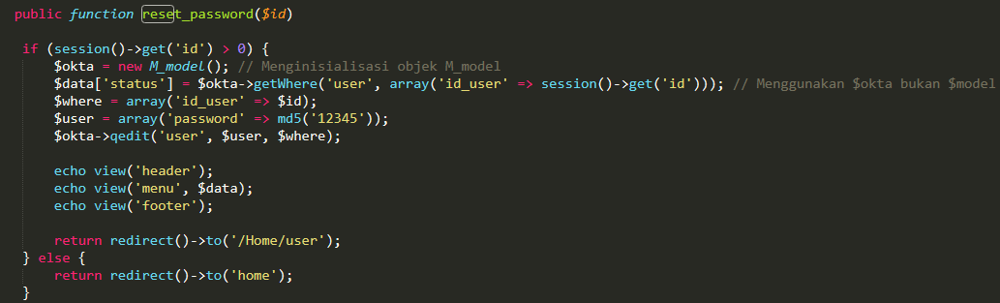 public function reset_password($id)
if (session()->get('id') > 0) {
$okta = new M_model(); // Menginisialisasi objek M_model
$data['status'] = $okta->getWhere('user', array('id_user' => session()->get('id'))); // Menggunakan $okta bukan $model
$where = array('id_user' => $id);
$user = array('password' => md5('12345'));
$okta->qedit('user', $user, $where);
echo view('header');
echo view('menu', $data);
echo view('footer');
return redirect()->to('/Home/user');
} else {
return redirect()->to('home');
}